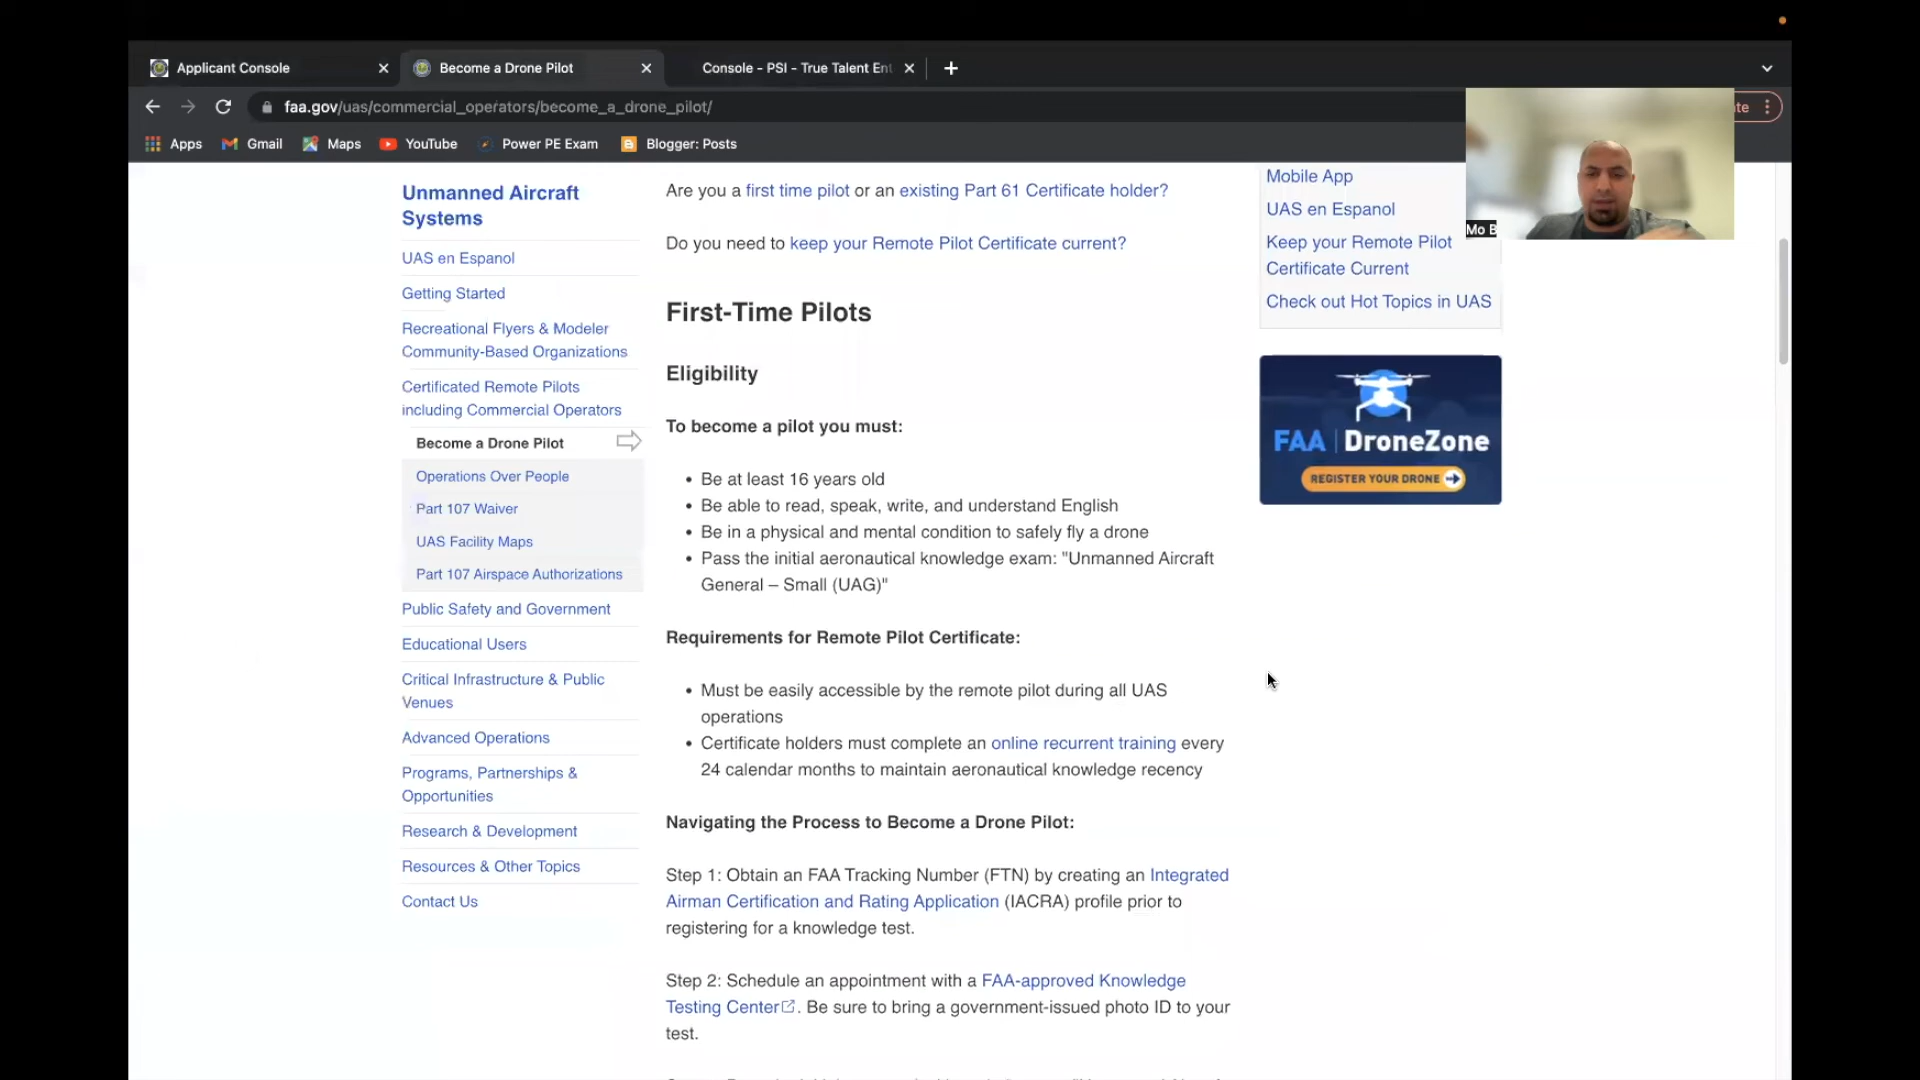 Applicant Console
Become a Drone Pilot
Console - PSI - True Talent Ent
faa.gov/uas/commercial_operators/become_a_drone_pilot/
te
Apps
Gmail
Maps
YouTube
Power PE Exam
Blogger: Posts
Mo B
Unmanned Aircraft
Systems
UAS en Espanol
Getting Started
Recreational Flyers & Modeler
Community-Based Organizations
Certificated Remote Pilots
including Commercial Operators
Become a Drone Pilot
Operations Over People
Part 107 Waiver
UAS Facility Maps
Part 107 Airspace Authorizations
Public Safety and Government
Educational Users
Critical Infrastructure & Public
Venues
Advanced Operations
Programs, Partnerships &
Opportunities
Research & Development
Resources & Other Topics
Contact Us
Are you a first time pilot or an existing Part 61 Certificate holder?
Do you need to keep your Remote Pilot Certificate current?
First-Time Pilots
Eligibility
To become a pilot you must:
• Be at least 16 years old
• Be able to read, speak, write, and understand English
• Be in a physical and mental condition to safely fly a drone
• Pass the initial aeronautical knowledge exam: "Unmanned Aircraft
General – Small (UAG)"
Requirements for Remote Pilot Certificate:
• Must be easily accessible by the remote pilot during all UAS
operations
• Certificate holders must complete an online recurrent training every
24 calendar months to maintain aeronautical knowledge recency
Navigating the Process to Become a Drone Pilot:
Step 1: Obtain an FAA Tracking Number (FTN) by creating an Integrated
Airman Certification and Rating Application (IACRA) profile prior to
registering for a knowledge test.
Step 2: Schedule an appointment with a FAA-approved Knowledge
Testing Center. Be sure to bring a government-issued photo ID to your
test.
Mobile App
UAS en Espanol
Keep your Remote Pilot
Certificate Current
Check out Hot Topics in UAS
FAA | DroneZone
REGISTER YOUR DRONE